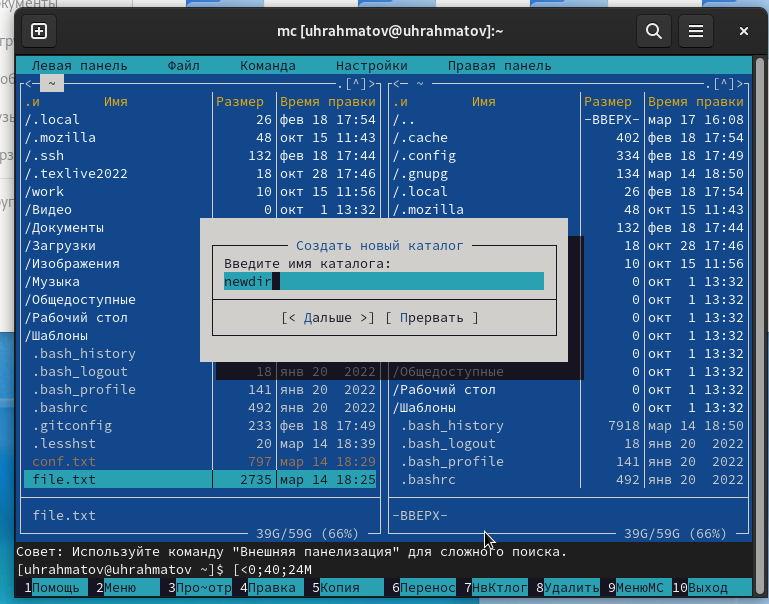 mc [uhrahmatov@uhrahmatov]:~
Левая панель Файл Команда Настройки Правая панель
<— ~ .[^]> <— ~ .[^]>
.и Имя Размер Время правки .и Имя Размер Время правки
/.local 26 фев 18 17:54 /.. -ВВЕРХ- мар 17 16:08
/.mozilla 48 окт 15 11:43 /.cache 402 фев 18 17:54
/.ssh 132 фев 18 17:44 /.config 334 фев 18 17:49
/.texlive2022 18 окт 28 17:46 /.gnupg 134 мар 14 18:50
/work 10 окт 15 11:56 /.local 26 фев 18 17:54
/Видео 0 окт 1 13:32 /.mozilla 48 окт 15 11:43
/Документы 132 фев 18 17:44
/Загрузки 18 окт 28 17:46
/Изображения 10 окт 15 11:56
/Музыка 0 окт 1 13:32
/Общедоступные 0 окт 1 13:32
/Рабочий стол 0 окт 1 13:32
/Шаблоны 0 окт 1 13:32
Создать новый каталог
Введите имя каталога:
newdir
[< Дальше >] [ Прервать ]
.bash_history 0 окт 1 13:32
.bash_logout 18 янв 20 2022 /Общедоступные 0 окт 1 13:32
.bash_profile 141 янв 20 2022 /Рабочий стол 0 окт 1 13:32
.bashrc 492 янв 20 2022 /Шаблоны 0 окт 1 13:32
.gitconfig 233 фев 18 17:49 .bash_history 7918 мар 14 18:50
.lesshst 20 мар 14 18:39 .bash_logout 18 янв 20 2022
conf.txt 797 мар 14 18:29 .bash_profile 141 янв 20 2022
file.txt 2735 мар 14 18:25 .bashrc 492 янв 20 2022
file.txt -ВВЕРХ-
39G/59G (66%) 39G/59G (66%)
Совет: Используйте команду "Внешняя панелизация" для сложного поиска.
[uhrahmatov@uhrahmatov ~]$ [<0;40;24M
1Помощь 2Меню 3Про~отр 4Правка 5Копия 6Перенос 7НвКтлог 8Удалить 9МенюMC 10Выход